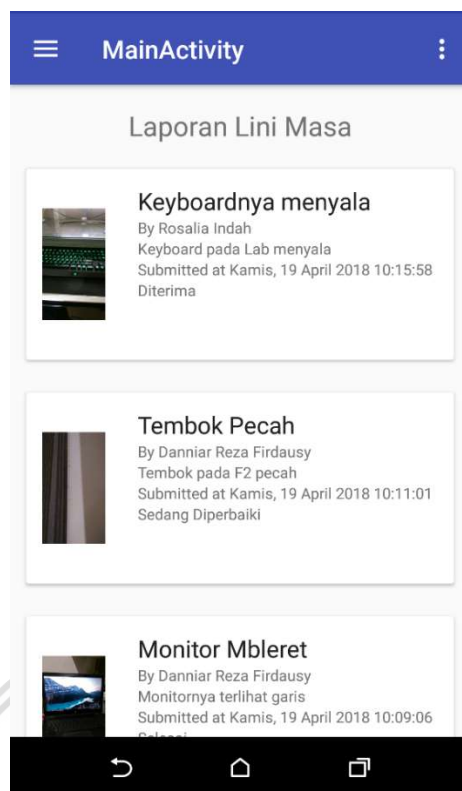 MainActivity
Laporan Lini Masa
Keyboardnya menyala
By Rosalia Indah
Keyboard pada Lab menyala
Submitted at Kamis, 19 April 2018 10:15:58
Diterima
Tembok Pecah
By Danniar Reza Firdausy
Tembok pada F2 pecah
Submitted at Kamis, 19 April 2018 10:11:01
Sedang Diperbaiki
Monitor Mbleret
By Danniar Reza Firdausy
Monitornya terlihat garis
Submitted at Kamis, 19 April 2018 10:09:06